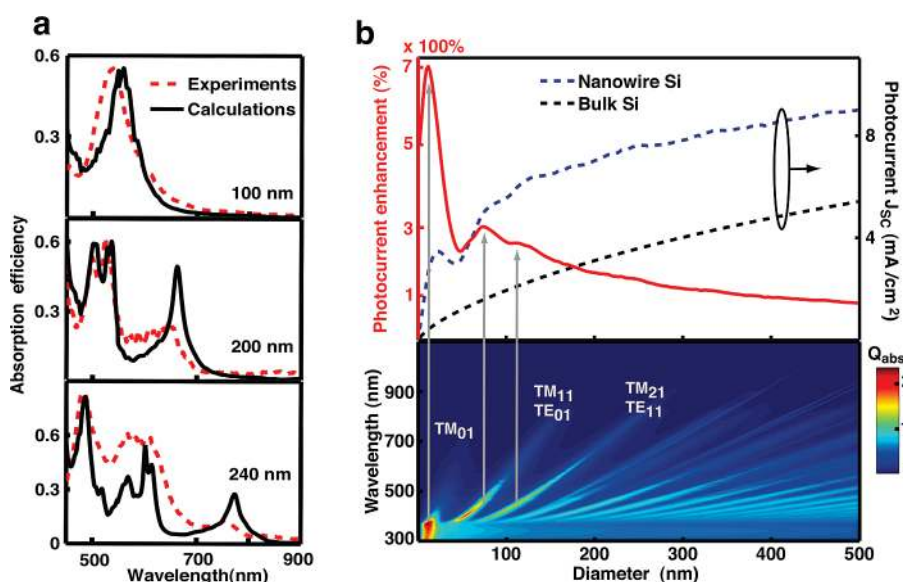 a
0.6
Experiments
Calculations
0.3
100 nm
0.6
0.3
200 nm
0.6
0.3
240 nm
0
500
700
900
Wavelength(nm)
Absorption efficiency
b
x 100%
7
5
3
1
Photocurrent enhancement (%)
Nanowire Si
Bulk Si
8
4
Photocurrent JSC (mA/cm2)
TM01
TM11
TE01
TM21
TE11
900
700
500
300
Wavelength (nm)
100
200
300
400
500
Diameter (nm)
Qabs